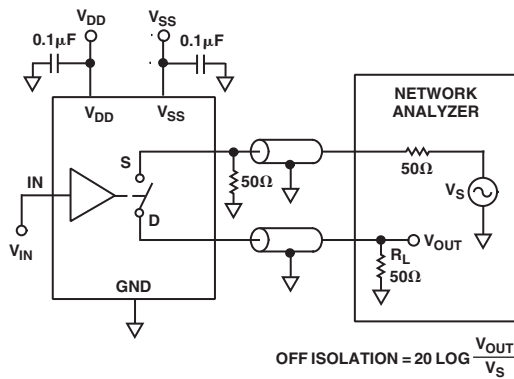 VDD
VSS
0.1µF
0.1µF
VDD
VSS
NETWORK
ANALYZER
S
50Ω
50Ω
VS
IN
D
VIN
VOUT
RL
50Ω
GND
OFF ISOLATION = 20 LOG VOUT
VS